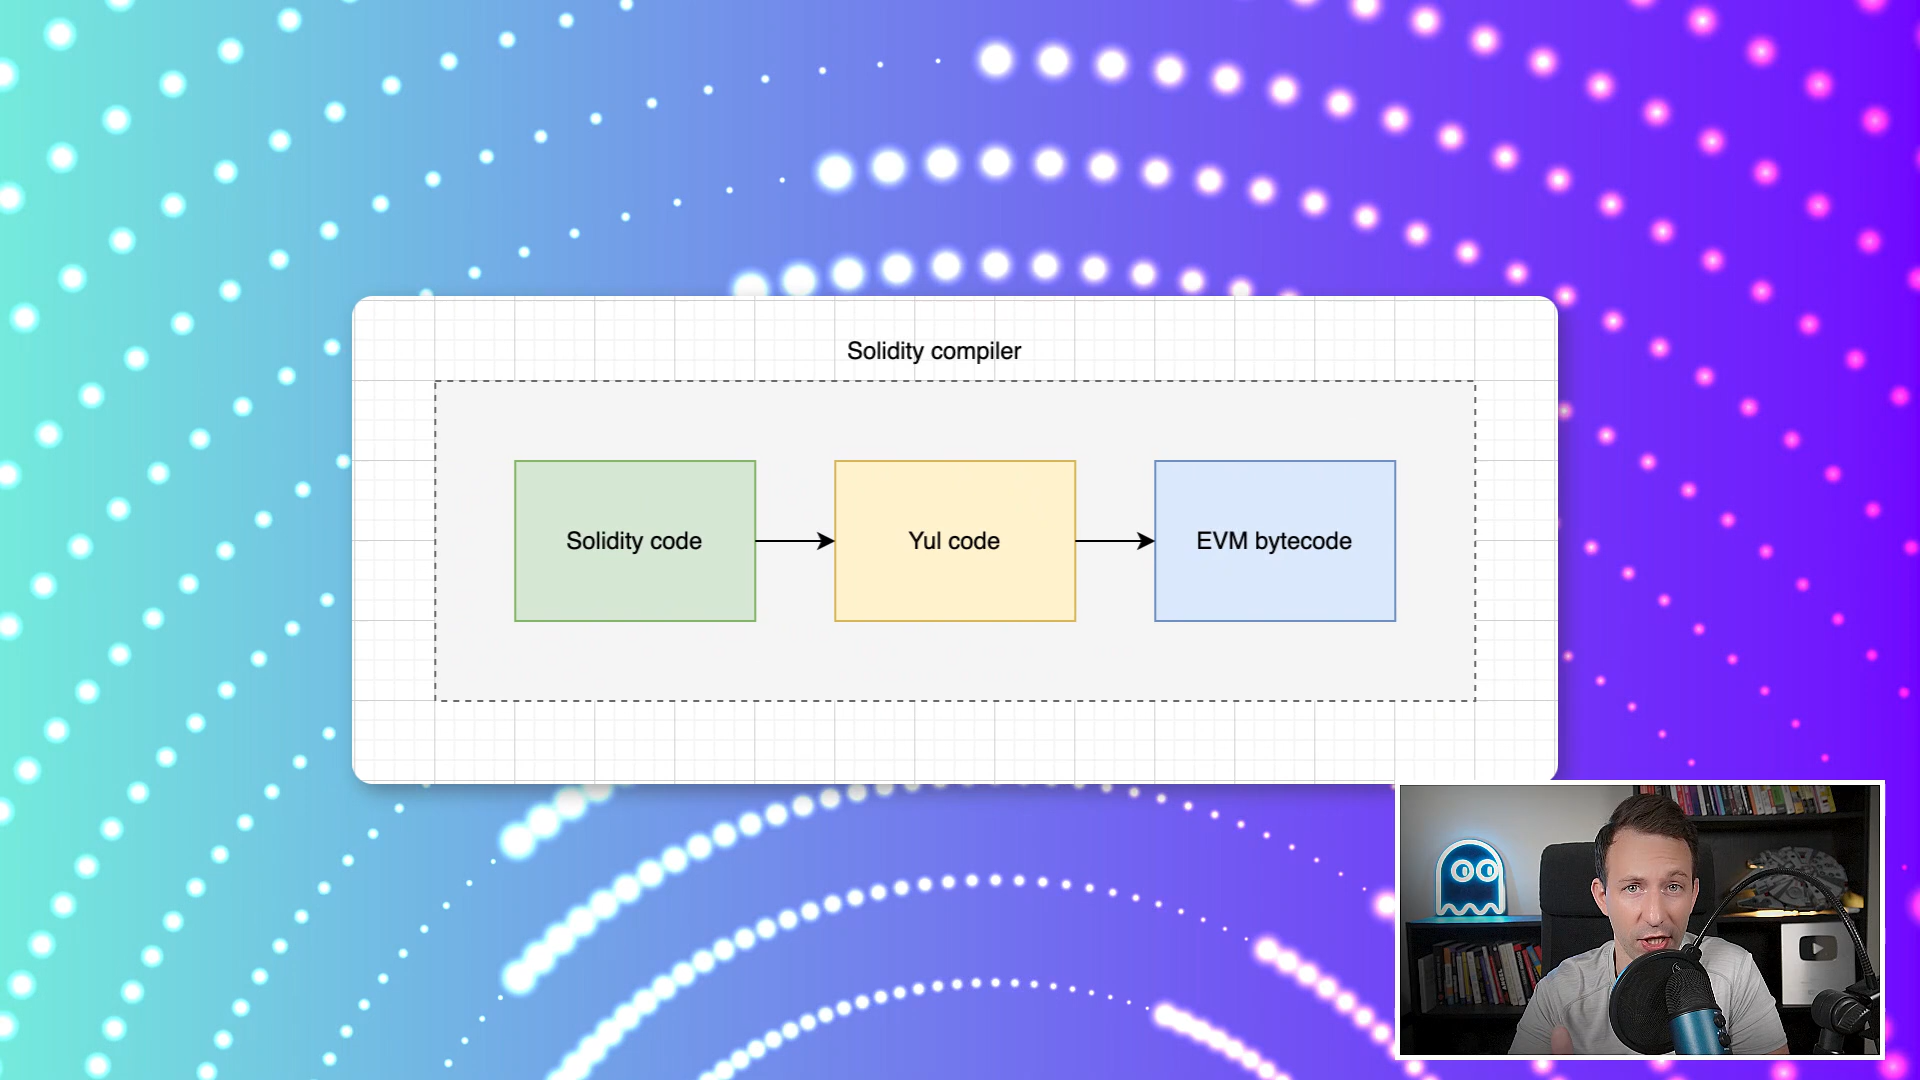 Solidity compiler
Solidity code
Yul code
EVM bytecode